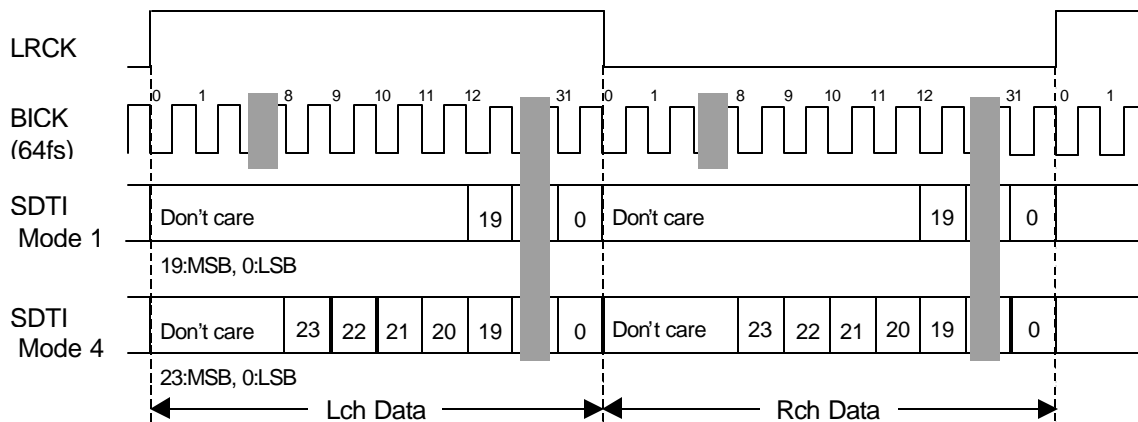 LRCK
0 1 8 9 10 11 12 31 0 1 8 9 10 11 12 31 0 1
BICK
(64fs)
SDTI
Mode 1
Don't care 19 0 Don't care 19 0
19:MSB, 0:LSB
SDTI
Mode 4
Don't care 23 22 21 20 19 0 Don't care 23 22 21 20 19 0
23:MSB, 0:LSB
Lch Data Rch Data